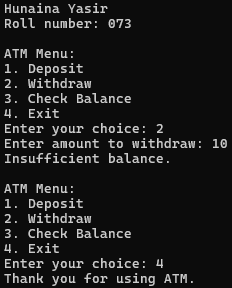 Hunaina Yasir
Roll number: 073

ATM Menu:
1. Deposit
2. Withdraw
3. Check Balance
4. Exit
Enter your choice: 2
Enter amount to withdraw: 10
Insufficient balance.

ATM Menu:
1. Deposit
2. Withdraw
3. Check Balance
4. Exit
Enter your choice: 4
Thank you for using ATM.